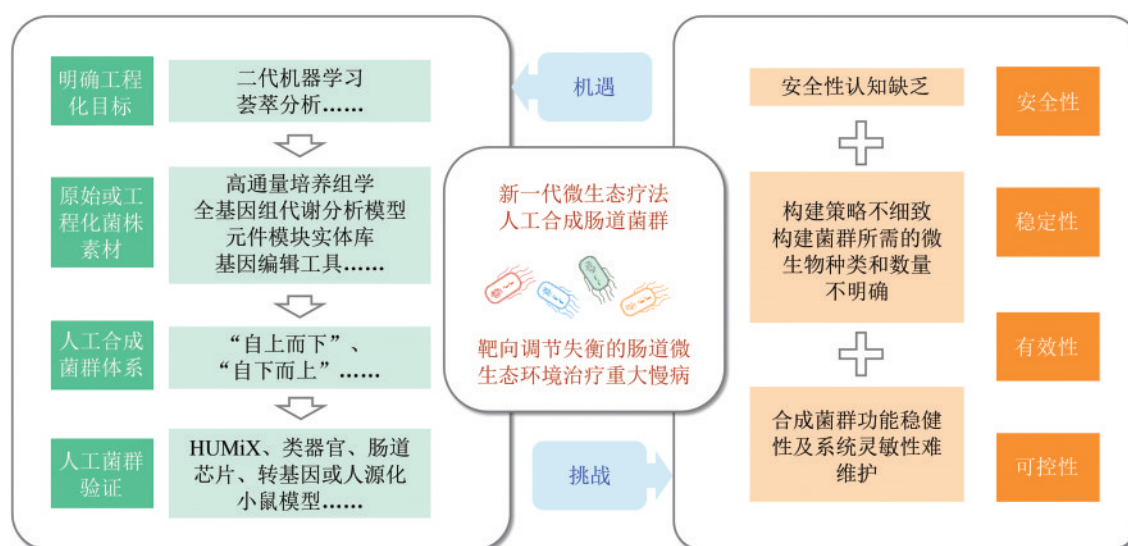 明确工程
化目标
二代机器学习
荟萃分析……
原始或工
程化菌株
素材
高通量培养组学
全基因组代谢分析模型
元件模块实体库
基因编辑工具……
人工合成
菌群体系
“自上而下”、
“自下而上”……
人工菌群
验证
HUMiX、类器官、肠道
芯片、转基因或人源化
小鼠模型……
机遇
新一代微生态疗法
人工合成肠道菌群
靶向调节失衡的肠道微
生态环境治疗重大慢病
挑战
安全性认知缺乏
构建策略不细致
构建菌群所需的微
生物种类和数量
不明确
合成菌群功能稳健
性及系统灵敏性难
维护
安全性
稳定性
有效性
可控性